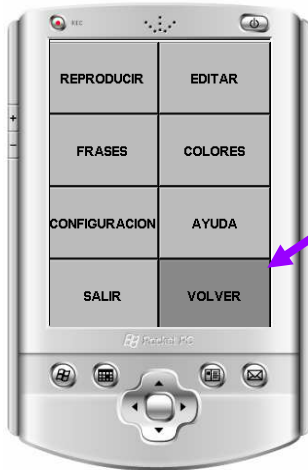 REC
REPRODUCIR EDITAR
FRASES COLORES
CONFIGURACION AYUDA
SALIR VOLVER
Pocket PC